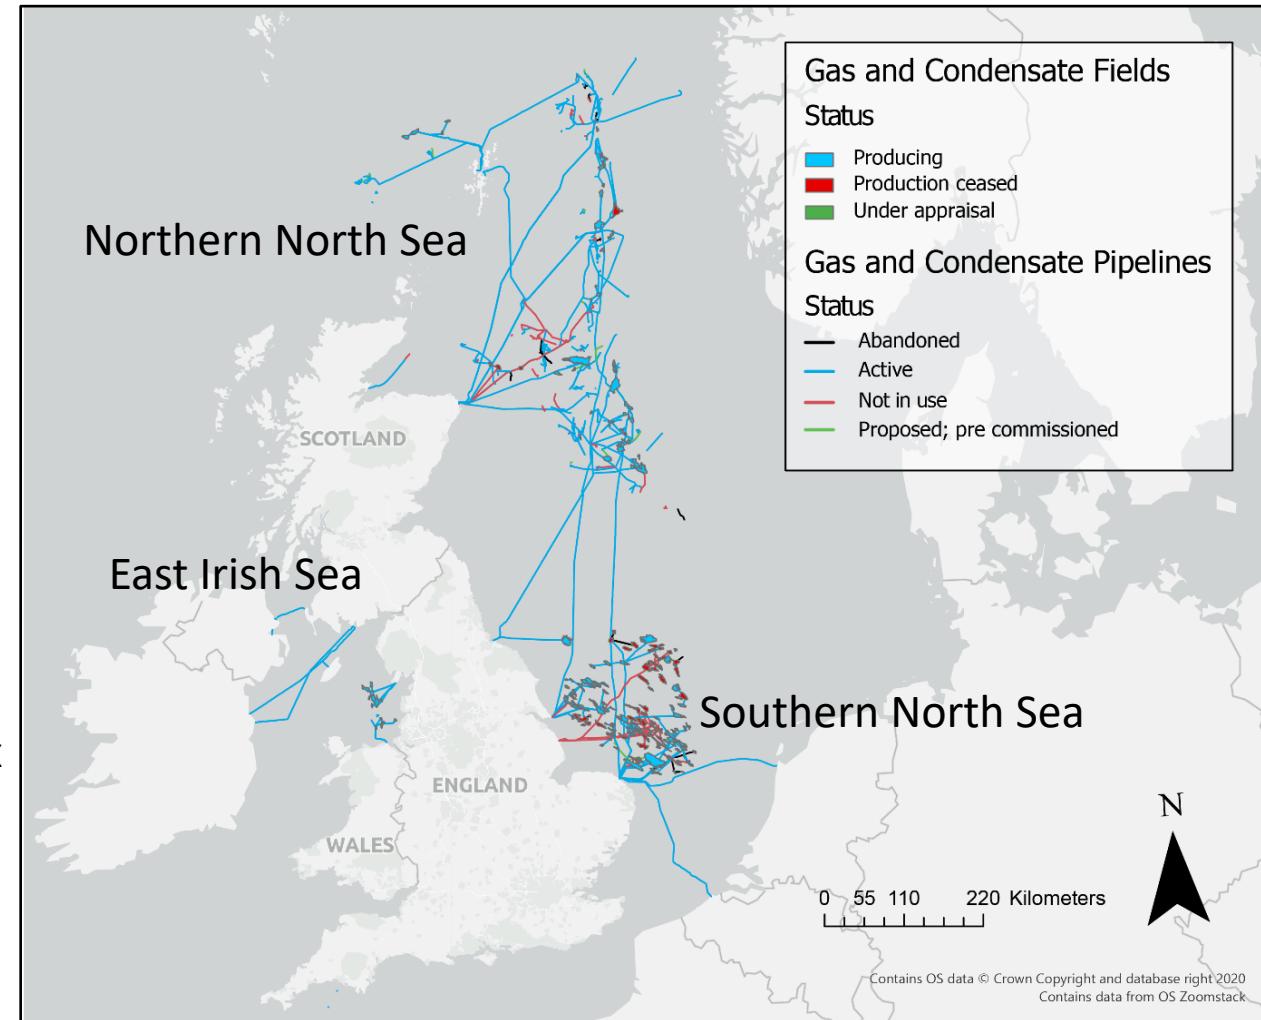 Gas and Condensate Fields
Status
Producing
Production ceased
Under appraisal
Gas and Condensate Pipelines
Status
Abandoned
Active
Not in use
Proposed; pre commissioned
Northern North Sea
SCOTLAND
East Irish Sea
Southern North Sea
ENGLAND
WALES
N
0 55 110 220 Kilometers
Contains OS data © Crown Copyright and database right 2020
Contains data from OS Zoomstack